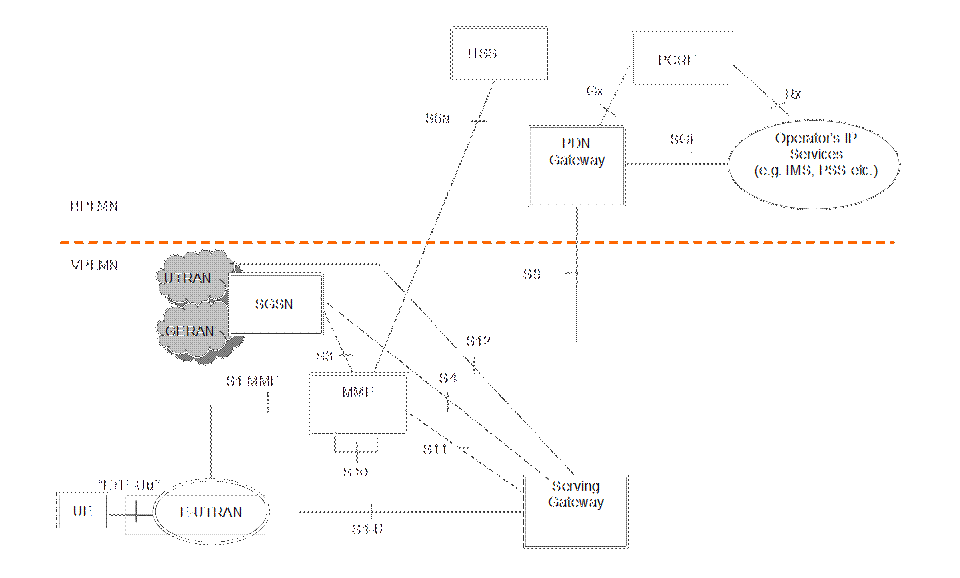 HSS
PCRF
Gx
Rx
S6a
PDN
Gateway
SGi
Operator's IP
Services
(e.g. IMS, PSS etc.)
HPLMN
VPLMN
UTRAN
SGSN
GERAN
S8
S3
S12
S1-MME
MME
S4
S11
S10
"LTE-Uu"
UE
E-UTRAN
Serving
Gateway
S1-U